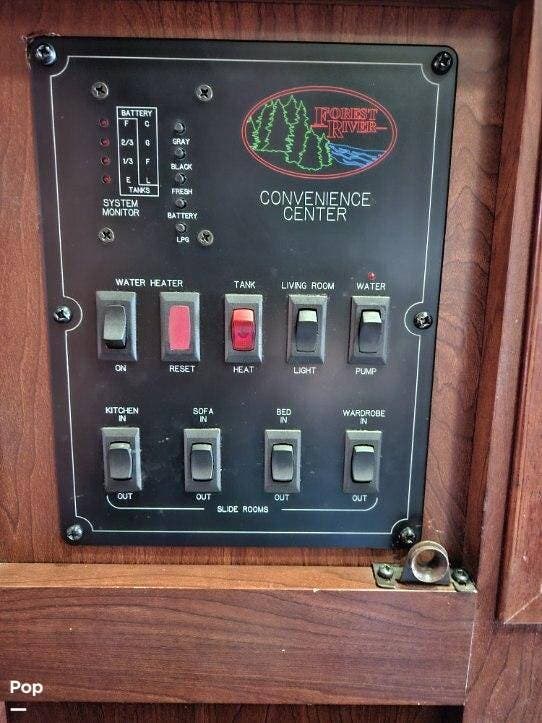 BATTERY
F C
2/3 G
1/3 F
E L
TANKS
SYSTEM
MONITOR
GRAY
BLACK
FRESH
BATTERY
LPG
FOREST
RIVER
CONVENIENCE
CENTER
WATER HEATER
TANK
LIVING ROOM
WATER
ON
RESET
HEAT
LIGHT
PUMP
KITCHEN
IN
SOFA
IN
BED
IN
WARDROBE
IN
OUT
OUT
OUT
OUT
SLIDE ROOMS
Pop